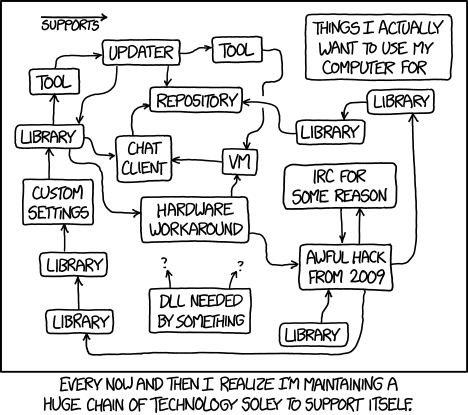 SUPPORTS
THINGS I ACTUALLY
WANT TO USE MY
COMPUTER FOR
UPDATER
TOOL
TOOL
REPOSITORY
LIBRARY
LIBRARY
LIBRARY
CHAT
CLIENT
VM
IRC FOR
SOME REASON
CUSTOM
SETTINGS
HARDWARE
WORKAROUND
LIBRARY
?
?
AWFUL HACK
FROM 2009
DLL NEEDED
BY SOMETHING
LIBRARY
LIBRARY
EVERY NOW AND THEN I REALIZE I'M MAINTAINING A
HUGE CHAIN OF TECHNOLOGY SOLEY TO SUPPORT ITSELF.